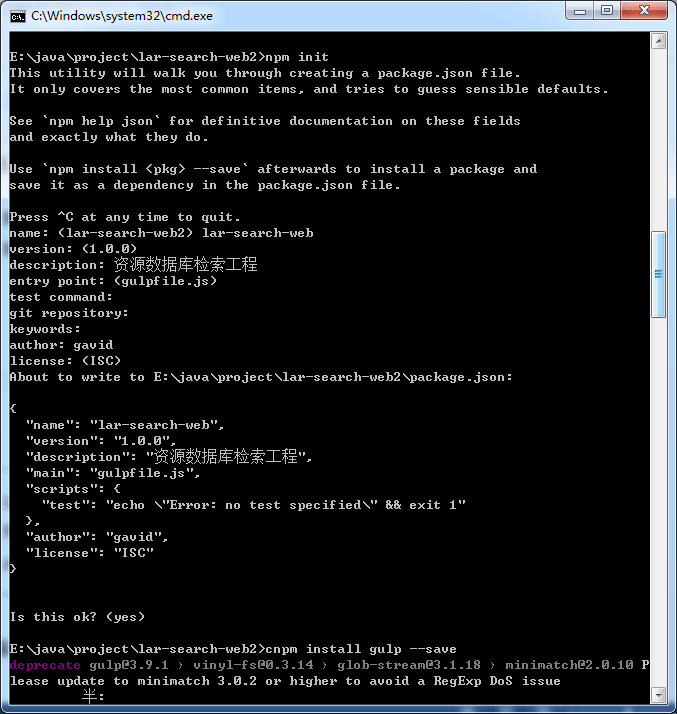 C:\Windows\system32\cmd.exe
E:\java\project\lar-search-web2>npm init
This utility will walk you through creating a package.json file.
It only covers the most common items, and tries to guess sensible defaults.
See `npm help json` for definitive documentation on these fields
and exactly what they do.
Use `npm install <pkg> --save` afterwards to install a package and
save it as a dependency in the package.json file.
Press ^C at any time to quit.
name: (lar-search-web2) lar-search-web
version: (1.0.0)
description: 资源数据库检索工程
entry point: (gulpfile.js)
test command:
git repository:
keywords:
author: gavid
license: (ISC)
About to write to E:\java\project\lar-search-web2\package.json:
{
"name": "lar-search-web",
"version": "1.0.0",
"description": "资源数据库检索工程",
"main": "gulpfile.js",
"scripts": {
"test": "echo \"Error: no test specified\" && exit 1"
},
"author": "gavid",
"license": "ISC"
}
Is this ok? (yes)
E:\java\project\lar-search-web2>cnpm install gulp --save
deprecate gulp@3.9.1 › vinyl-fs@0.3.14 › glob-stream@3.1.18 › minimatch@2.0.10 P
lease update to minimatch 3.0.2 or higher to avoid a RegExp DoS issue
半: